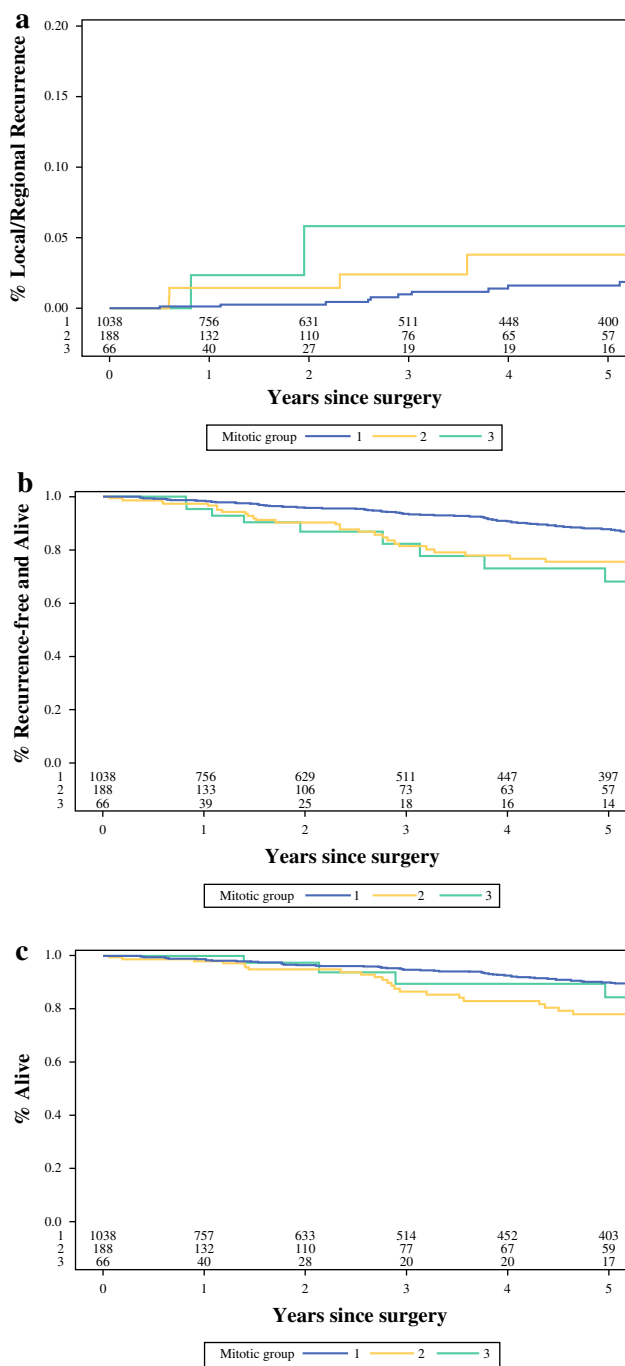 a
% Local/Regional Recurrence
0.20
0.15
0.10
0.05
0.00
1 1038 756 631 511 448 400
2 188 132 110 76 65 57
3 66 40 27 19 19 16
0 1 2 3 4 5
Years since surgery
Mitotic group 1 2 3
b
% Recurrence-free and Alive
1.0
0.8
0.6
0.4
0.2
0.0
1 1038 756 629 511 447 397
2 188 133 106 73 63 57
3 66 39 25 18 16 14
0 1 2 3 4 5
Years since surgery
Mitotic group 1 2 3
c
% Alive
1.0
0.8
0.6
0.4
0.2
0.0
1 1038 757 633 514 452 403
2 188 132 110 77 67 59
3 66 40 28 20 20 17
0 1 2 3 4 5
Years since surgery
Mitotic group 1 2 3